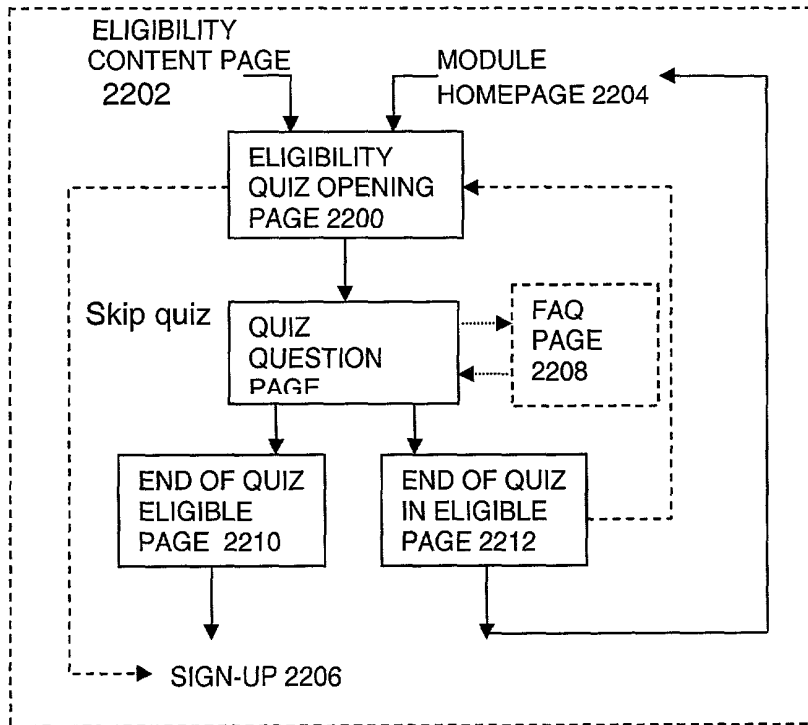 ELIGIBILITY
CONTENT PAGE
2202
MODULE
HOMEPAGE 2204
ELIGIBILITY
QUIZ OPENING
PAGE 2200
Skip quiz
QUIZ
QUESTION
PAGE
FAQ
PAGE
2208
END OF QUIZ
ELIGIBLE
PAGE 2210
END OF QUIZ
IN ELIGIBLE
PAGE 2212
SIGN-UP 2206